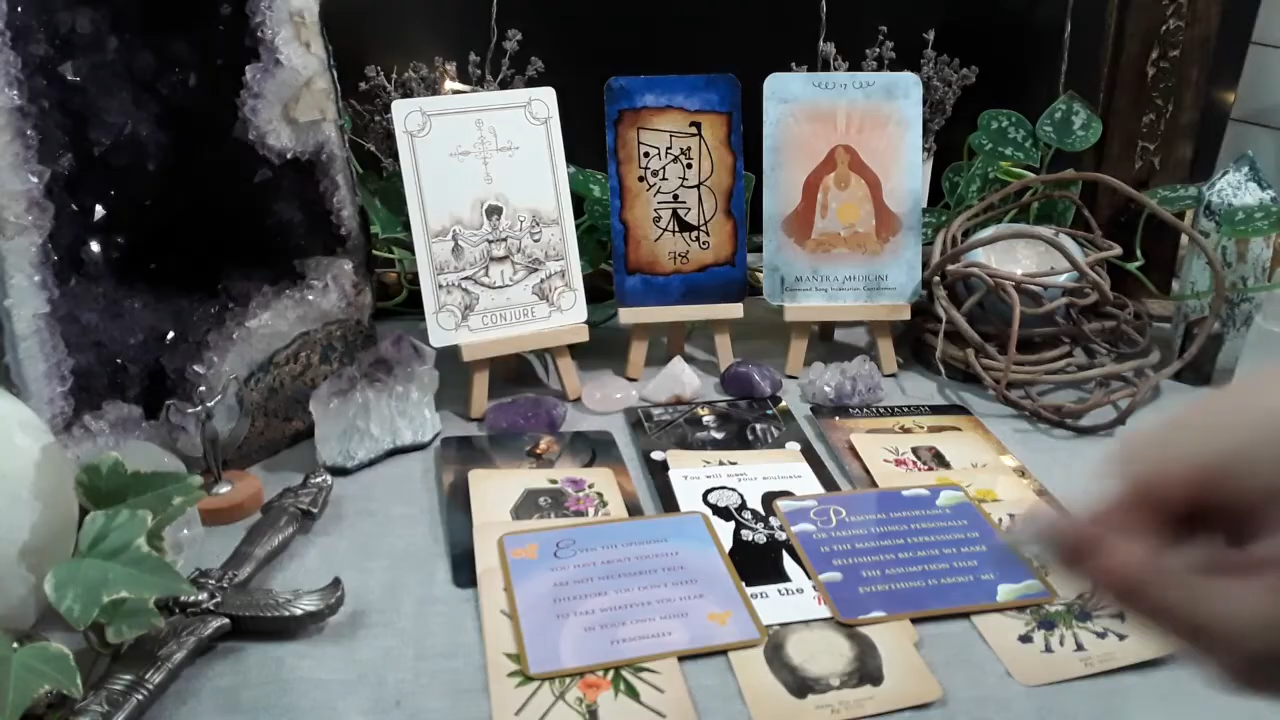 CONJURE
78
17
MANTRA MEDICINE
Command, Song, Incantation, Cantalement
MATRIARCH
You will meet
your soulmate
en the
EVEN THE OPINIONS
YOU HAVE ABOUT YOURSELF
ARE NOT NECESSARILY TRUE;
THEREFORE, YOU DON'T NEED
TO TAKE WHATEVER YOU HEAR
IN YOUR OWN MIND
PERSONALLY
PERSONAL IMPORTANCE
OR TAKING THINGS PERSONALLY
IS THE MAXIMUM EXPRESSION OF
SELFISHNESS BECAUSE WE MAKE
THE ASSUMPTION THAT
EVERYTHING IS ABOUT "ME"